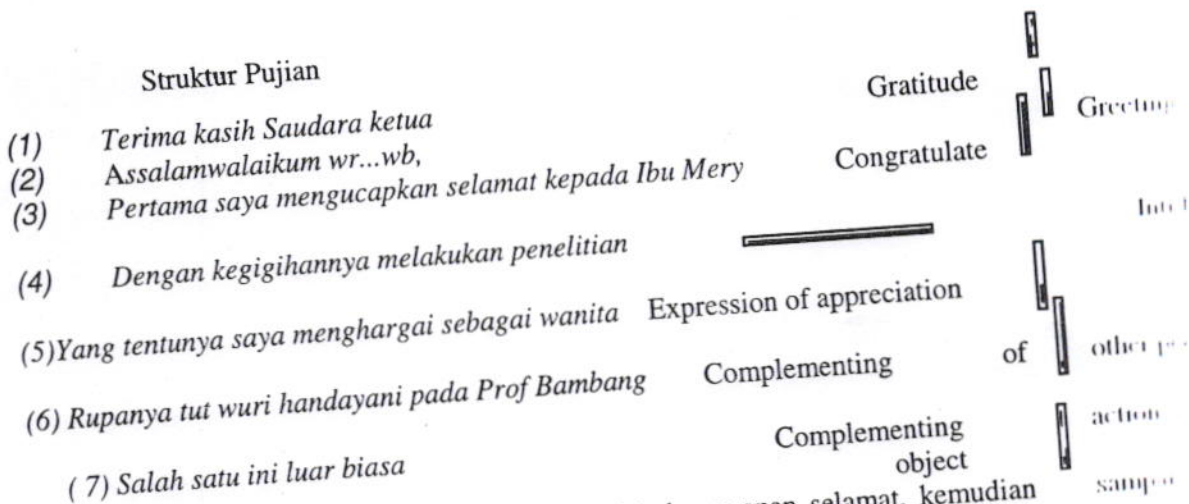 Struktur Pujian
(1) Terima kasih Saudara ketua Gratitude
(2) Assalamwalaikum wr...wb, Greeting
(3) Pertama saya mengucapkan selamat kepada Ibu Mery Congratulate
(4) Dengan kegigihannya melakukan penelitian
(5)Yang tentunya saya menghargai sebagai wanita Expression of appreciation
(6) Rupanya tut wuri handayani pada Prof Bambang Complementing of other
( 7) Salah satu ini luar biasa Complementing action
object
selamat, kemudian